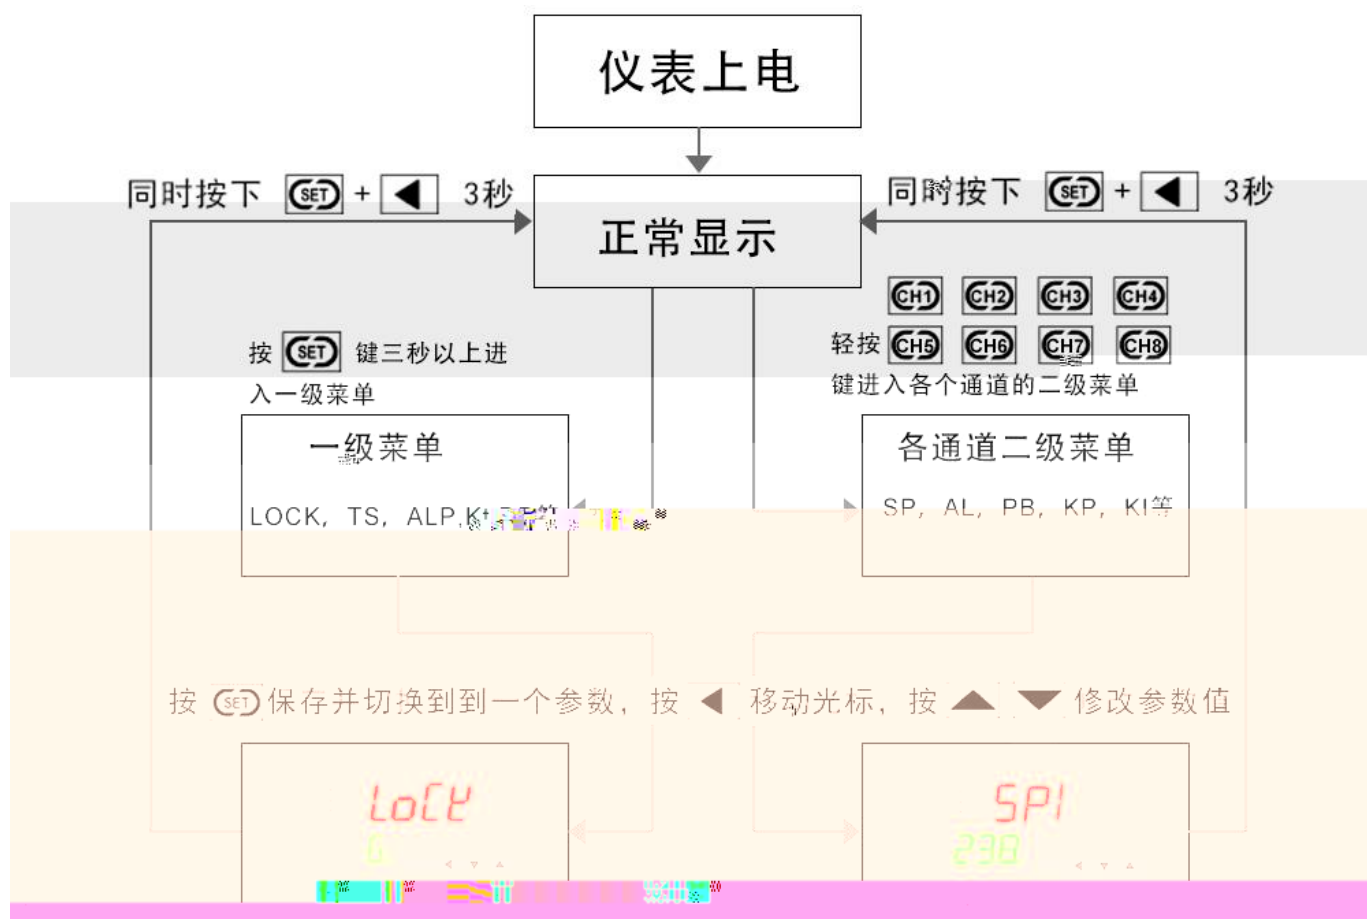 仪表上电
同时按下 SET + ◀ 3秒
同时按下 SET + ◀ 3秒
正常显示
CH1 CH2 CH3 CH4
轻按 CH5 CH6 CH7 CH8
键进入各个通道的二级菜单
按 SET 键三秒以上进
入一级菜单
一级菜单
LOCK, TS, ALP,
各通道二级菜单
SP, AL, PB, KP, KI等
按 SET 保存并切换到到一个参数, 按 ◀ 移动光标, 按 ▲ ▼ 修改参数值
LoCK
SP1
238